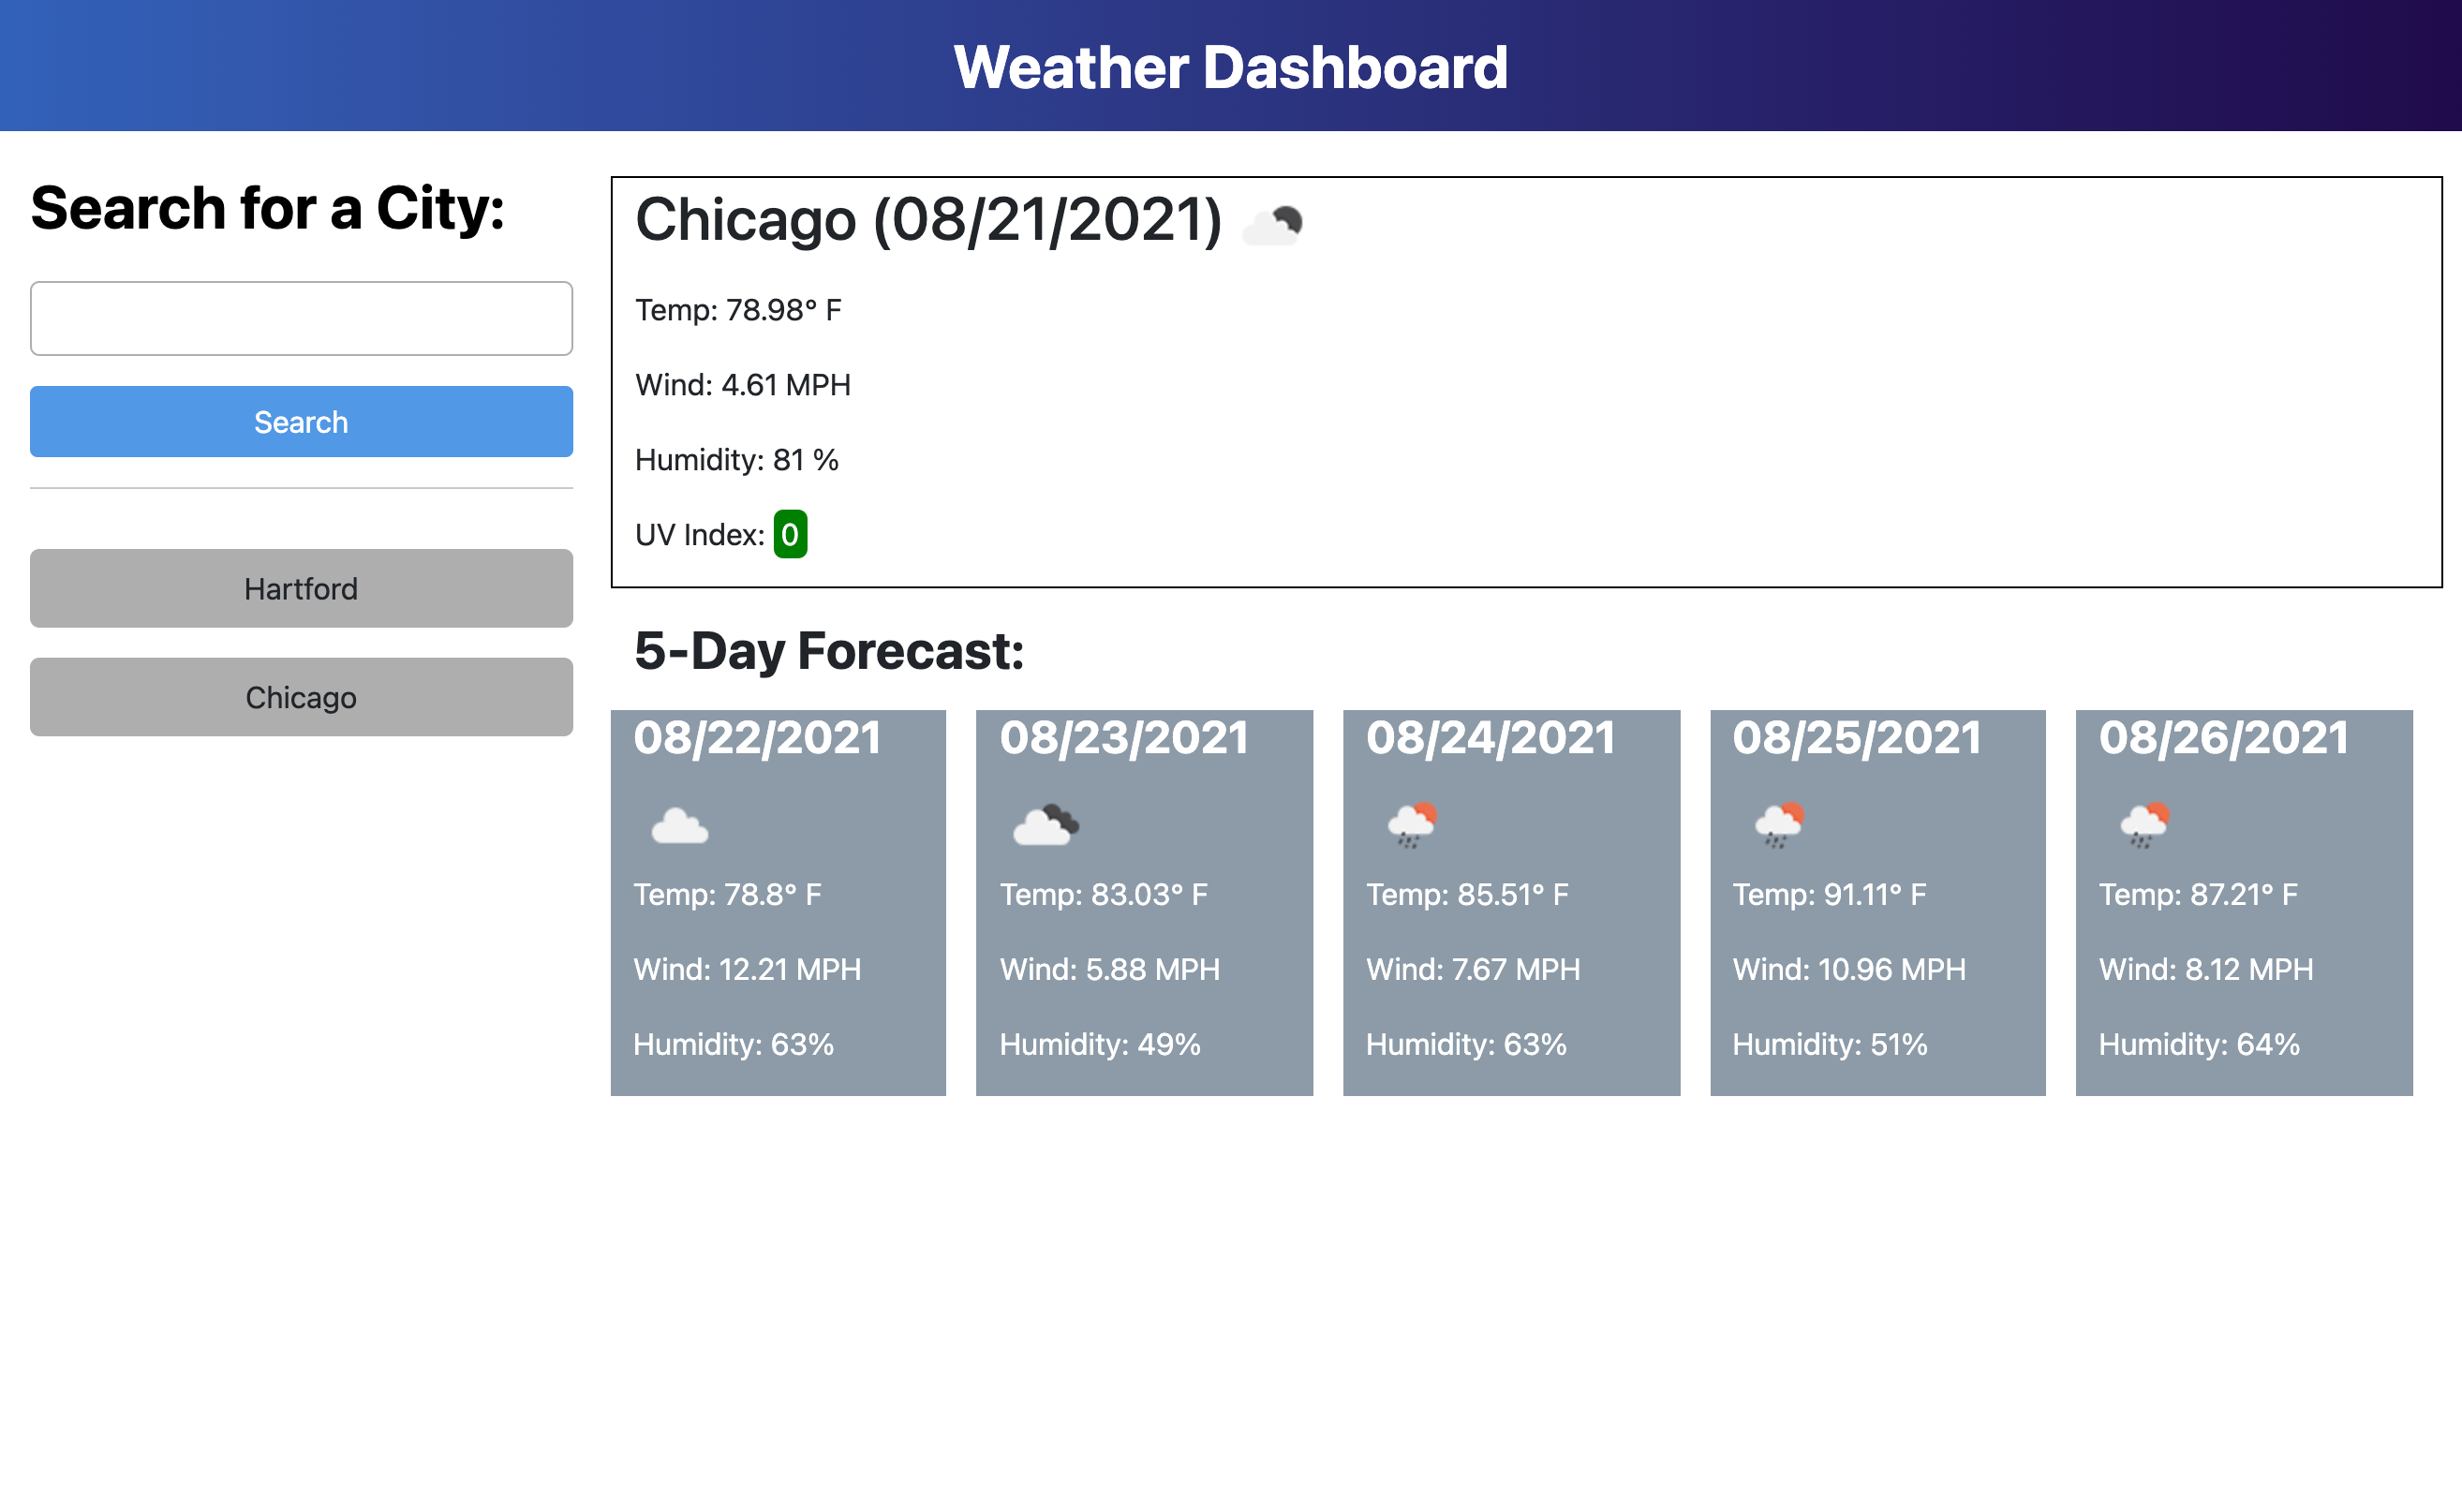 Weather Dashboard
Search for a City:
Search
Hartford
Chicago
Chicago (08/21/2021)
Temp: 78.98° F
Wind: 4.61 MPH
Humidity: 81 %
UV Index: 0
5-Day Forecast:
08/22/2021
Temp: 78.8° F
Wind: 12.21 MPH
Humidity: 63%
08/23/2021
Temp: 83.03° F
Wind: 5.88 MPH
Humidity: 49%
08/24/2021
Temp: 85.51° F
Wind: 7.67 MPH
Humidity: 63%
08/25/2021
Temp: 91.11° F
Wind: 10.96 MPH
Humidity: 51%
08/26/2021
Temp: 87.21° F
Wind: 8.12 MPH
Humidity: 64%